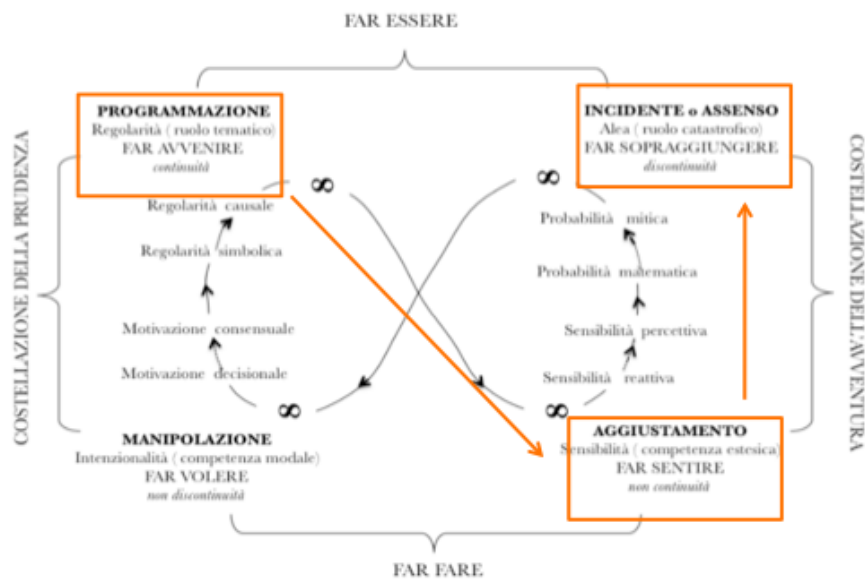 FAR ESSERE
PROGRAMMAZIONE
Regolarità ( ruolo tematico)
FAR AVVENIRE
continuità
INCIDENTE o ASSENSO
Alea ( ruolo catastrofico)
FAR SOPRAGGIUNGERE
discontinuità
COSTELLAZIONE DELLA PRUDENZA
COSTELLAZIONE DELL'AVVENTURA
∞
∞
Regolarità causale
Probabilità mitica
Regolarità simbolica
Probabilità matematica
Motivazione consensuale
Sensibilità percettiva
Motivazione decisionale
Sensibilità reattiva
∞
∞
MANIPOLAZIONE
Intenzionalità ( competenza modale)
FAR VOLERE
non discontinuità
AGGIUSTAMENTO
Sensibilità ( competenza estesica)
FAR SENTIRE
non continuità
FAR FARE